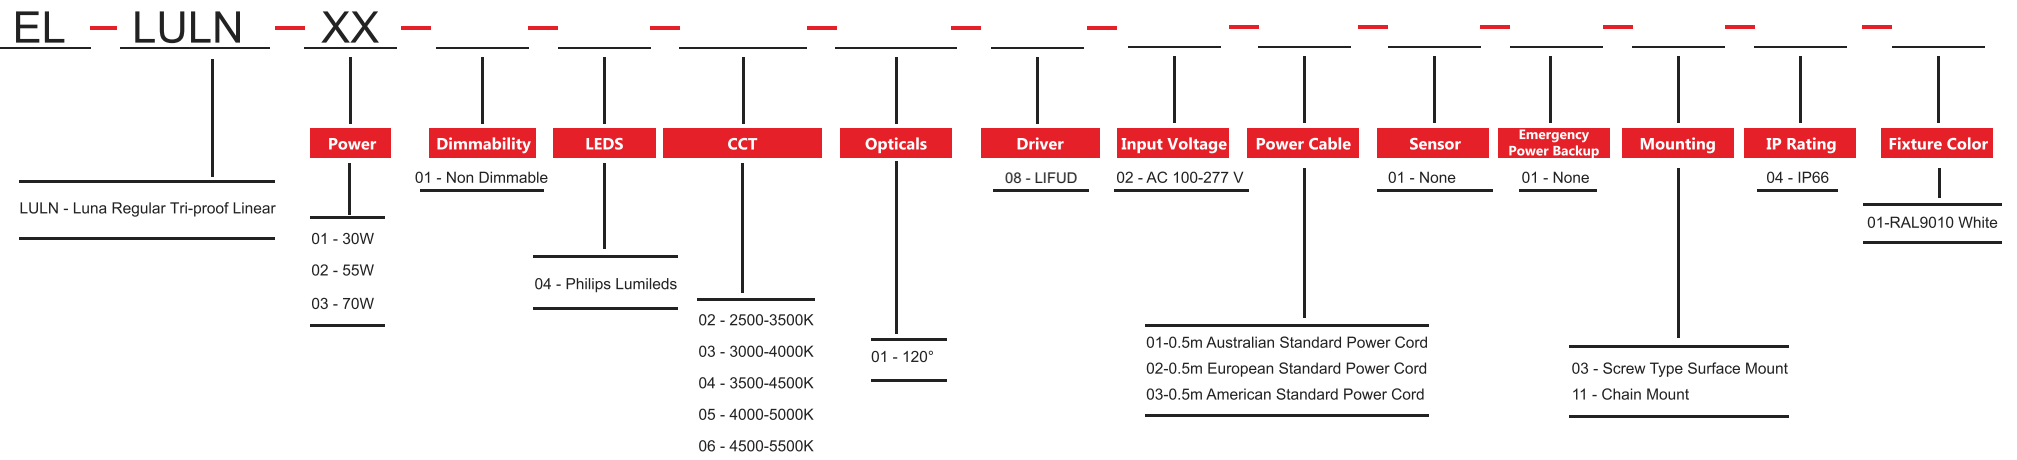 EL LULN XX
LULN - Luna Regular Tri-proof Linear
Power
01 - 30W
02 - 55W
03 - 70W
Dimmability
01 - Non Dimmable
LEDS
04 - Philips Lumileds
CCT
02 - 2500-3500K
03 - 3000-4000K
04 - 3500-4500K
05 - 4000-5000K
06 - 4500-5500K
Opticals
01 - 120°
Driver
08 - LIFUD
Input Voltage
02 - AC 100-277 V
Power Cable
01-0.5m Australian Standard Power Cord
02-0.5m European Standard Power Cord
03-0.5m American Standard Power Cord
Sensor
01 - None
Emergency
Power Backup
01 - None
Mounting
03 - Screw Type Surface Mount
11 - Chain Mount
IP Rating
04 - IP66
Fixture Color
01-RAL9010 White